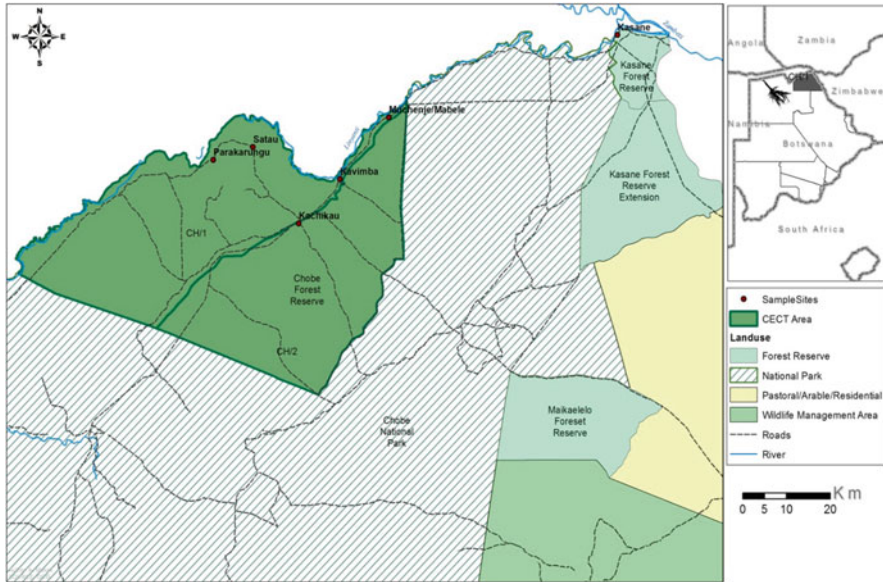 N
W E
S
Kasane
Zambezi
Kasane
Forest
Reserve
Muchenje/Mabele
Linyanti
Satau
Parakarungu
Kavimba
Kasane Forest
Reserve
Extension
Kachikau
CH/1
Chobe
Forest
Reserve
CH/2
Maikaelelo
Foreset
Reserve
Chobe
National
Park
Angola
Zambia
Zimbabwe
Namibia
Botswana
South Africa
SampleSites
CECT Area
Landuse
Forest Reserve
National Park
Pastoral/Arable/Residential
Wildlife Management Area
Roads
River
Km
0 5 10 20